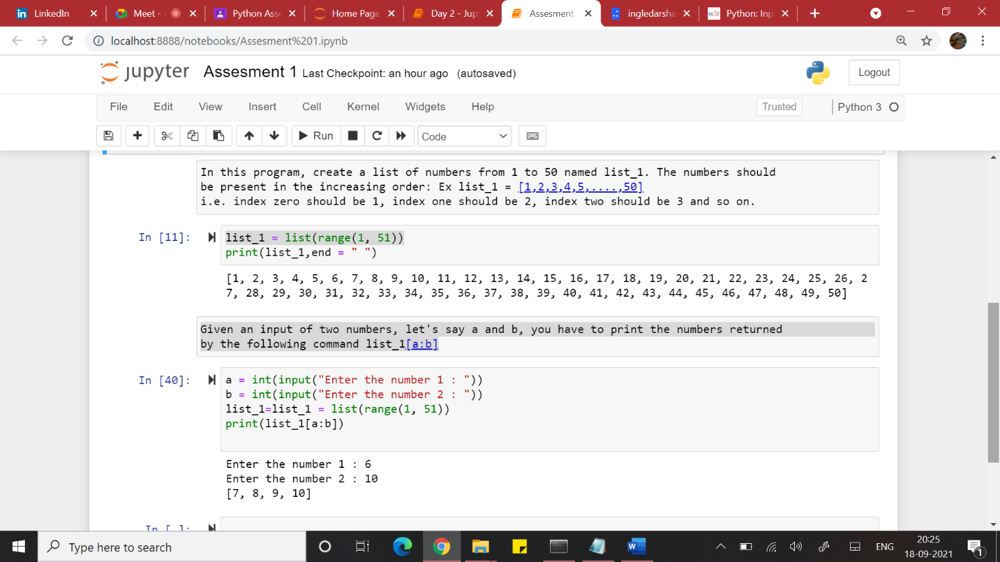 LinkedIn
Meet -
Python Asse
Home Page
Day 2 - Jup
Assesment
ingledarsha
w3r Python: Inp
localhost:8888/notebooks/Assesment%201.ipynb
jupyter Assesment 1 Last Checkpoint: an hour ago (autosaved)
Logout
File Edit View Insert Cell Kernel Widgets Help
Trusted
Python 3
Run
Code
In this program, create a list of numbers from 1 to 50 named list_1. The numbers should
be present in the increasing order: Ex list_1 = [1,2,3,4,5,....,50]
i.e. index zero should be 1, index one should be 2, index two should be 3 and so on.
In [11]:
list_1 = list(range(1, 51))
print(list_1,end = " ")
[1, 2, 3, 4, 5, 6, 7, 8, 9, 10, 11, 12, 13, 14, 15, 16, 17, 18, 19, 20, 21, 22, 23, 24, 25, 26, 2
7, 28, 29, 30, 31, 32, 33, 34, 35, 36, 37, 38, 39, 40, 41, 42, 43, 44, 45, 46, 47, 48, 49, 50]
Given an input of two numbers, let's say a and b, you have to print the numbers returned
by the following command list_1[a:b]
In [40]:
a = int(input("Enter the number 1 : "))
b = int(input("Enter the number 2 : "))
list_1=list_1 = list(range(1, 51))
print(list_1[a:b])
Enter the number 1 : 6
Enter the number 2 : 10
[7, 8, 9, 10]
In [ ]:
Type here to search
ENG
20:25
18-09-2021
1